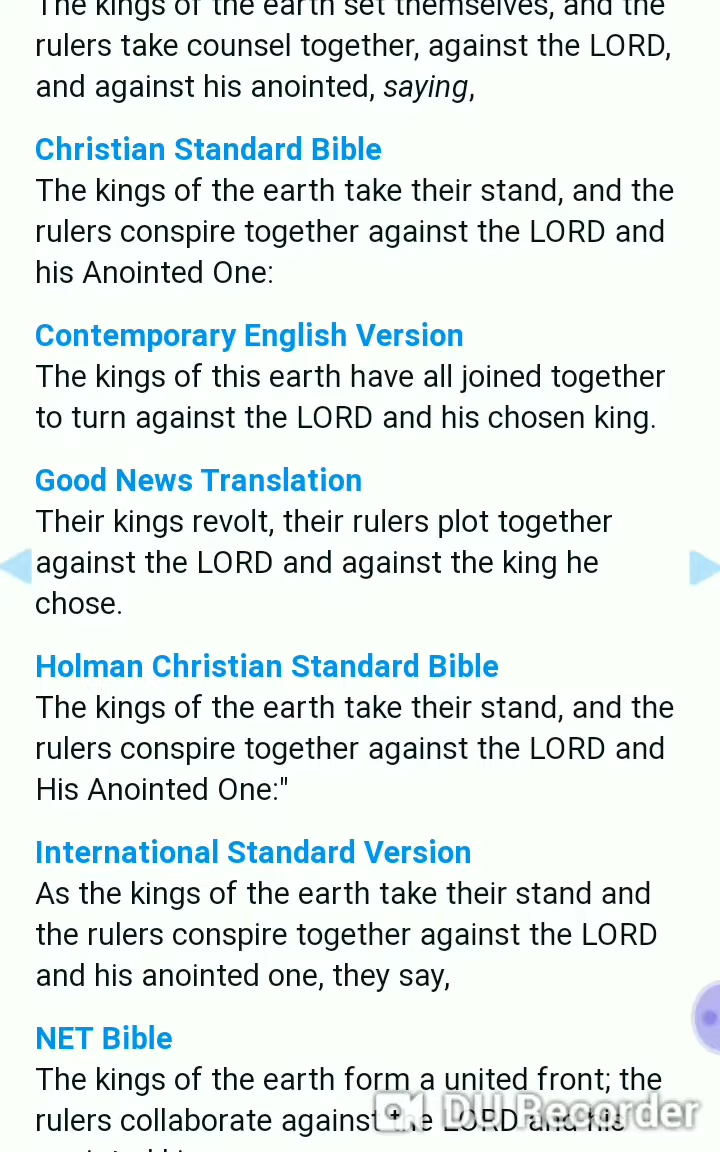 The kings of the earth set themselves, and the
rulers take counsel together, against the LORD,
and against his anointed, saying,
Christian Standard Bible
The kings of the earth take their stand, and the
rulers conspire together against the LORD and
his Anointed One:
Contemporary English Version
The kings of this earth have all joined together
to turn against the LORD and his chosen king.
Good News Translation
Their kings revolt, their rulers plot together
against the LORD and against the king he
chose.
Holman Christian Standard Bible
The kings of the earth take their stand, and the
rulers conspire together against the LORD and
His Anointed One:"
International Standard Version
As the kings of the earth take their stand and
the rulers conspire together against the LORD
and his anointed one, they say,
NET Bible
The kings of the earth form a united front; the
rulers collaborate against the LORD and his
DU Recorder